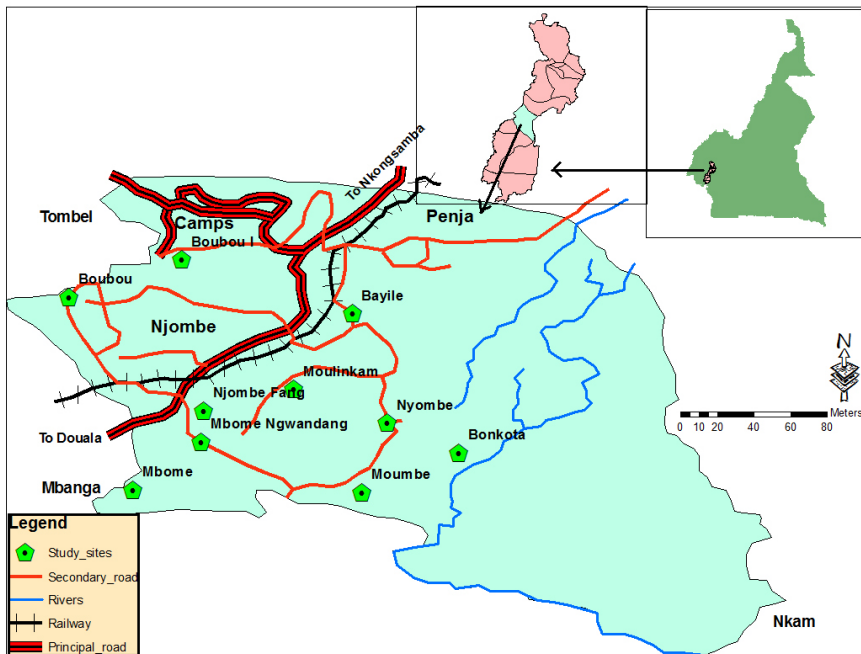 To Nkongsamba
Tombel
Camps
Penja
Boubou I
Boubou
Bayile
Njombe
N
Moulinkam
Njombe Fang
Mbome Ngwandang
Nyombe
0 10 20 40 60 80
Meters
To Douala
Bonkota
Mbome
Moumbe
Mbanga
Legend
Study_sites
Secondary_road
Rivers
Railway
Principal_road
Nkam